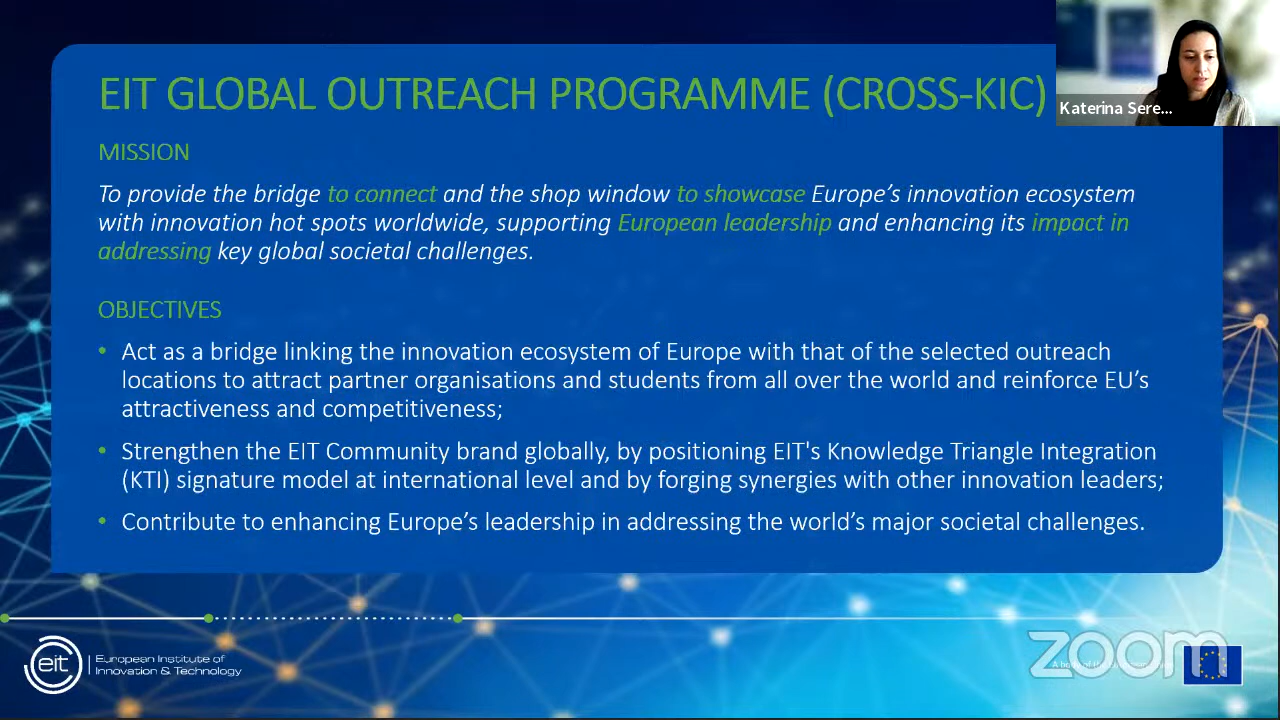 EIT GLOBAL OUTREACH PROGRAMME (CROSS-KIC)
Katerina Sere...
MISSION
To provide the bridge to connect and the shop window to showcase Europe’s innovation ecosystem
with innovation hot spots worldwide, supporting European leadership and enhancing its impact in
addressing key global societal challenges.
OBJECTIVES
• Act as a bridge linking the innovation ecosystem of Europe with that of the selected outreach
locations to attract partner organisations and students from all over the world and reinforce EU’s
attractiveness and competitiveness;
• Strengthen the EIT Community brand globally, by positioning EIT's Knowledge Triangle Integration
(KTI) signature model at international level and by forging synergies with other innovation leaders;
• Contribute to enhancing Europe’s leadership in addressing the world’s major societal challenges.
eit
European Institute of
Innovation & Technology
zoom
A body of the